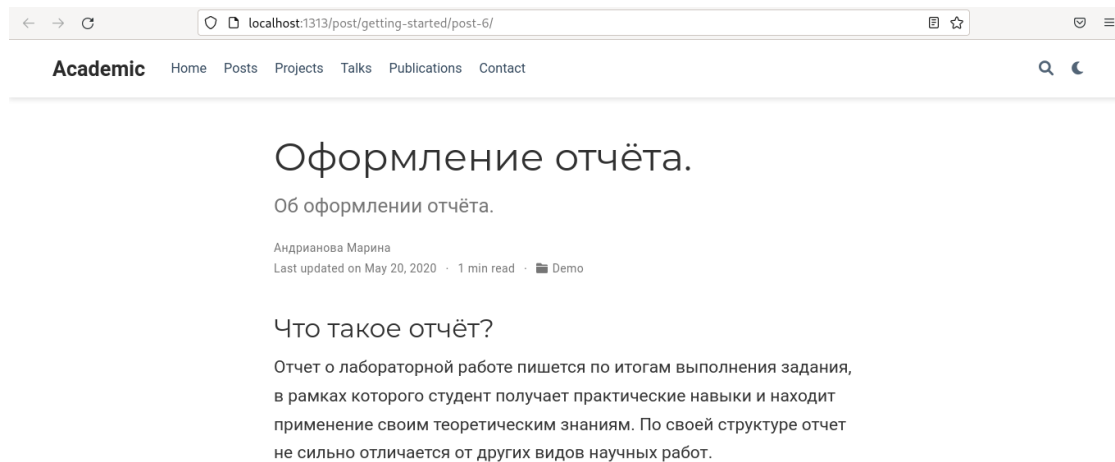 localhost:1313/post/getting-started/post-6/
Academic Home Posts Projects Talks Publications Contact
Оформление отчёта.
Об оформлении отчёта.
Андрианова Марина
Last updated on May 20, 2020 · 1 min read · Demo
Что такое отчёт?
Отчет о лабораторной работе пишется по итогам выполнения задания,
в рамках которого студент получает практические навыки и находит
применение своим теоретическим знаниям. По своей структуре отчет
не сильно отличается от других видов научных работ.